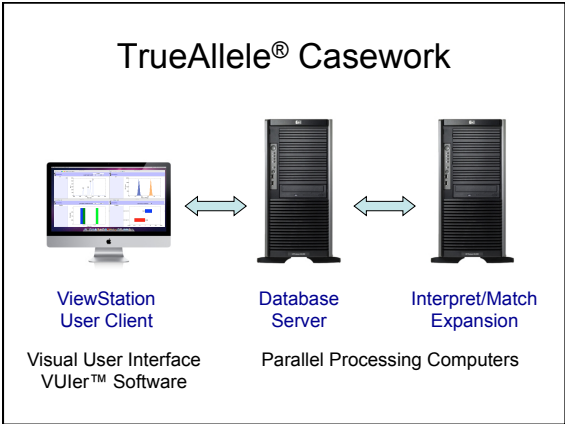 TrueAllele® Casework
ViewStation
User Client
Database
Server
Interpret/Match
Expansion
Visual User Interface
VUIer™ Software
Parallel Processing Computers